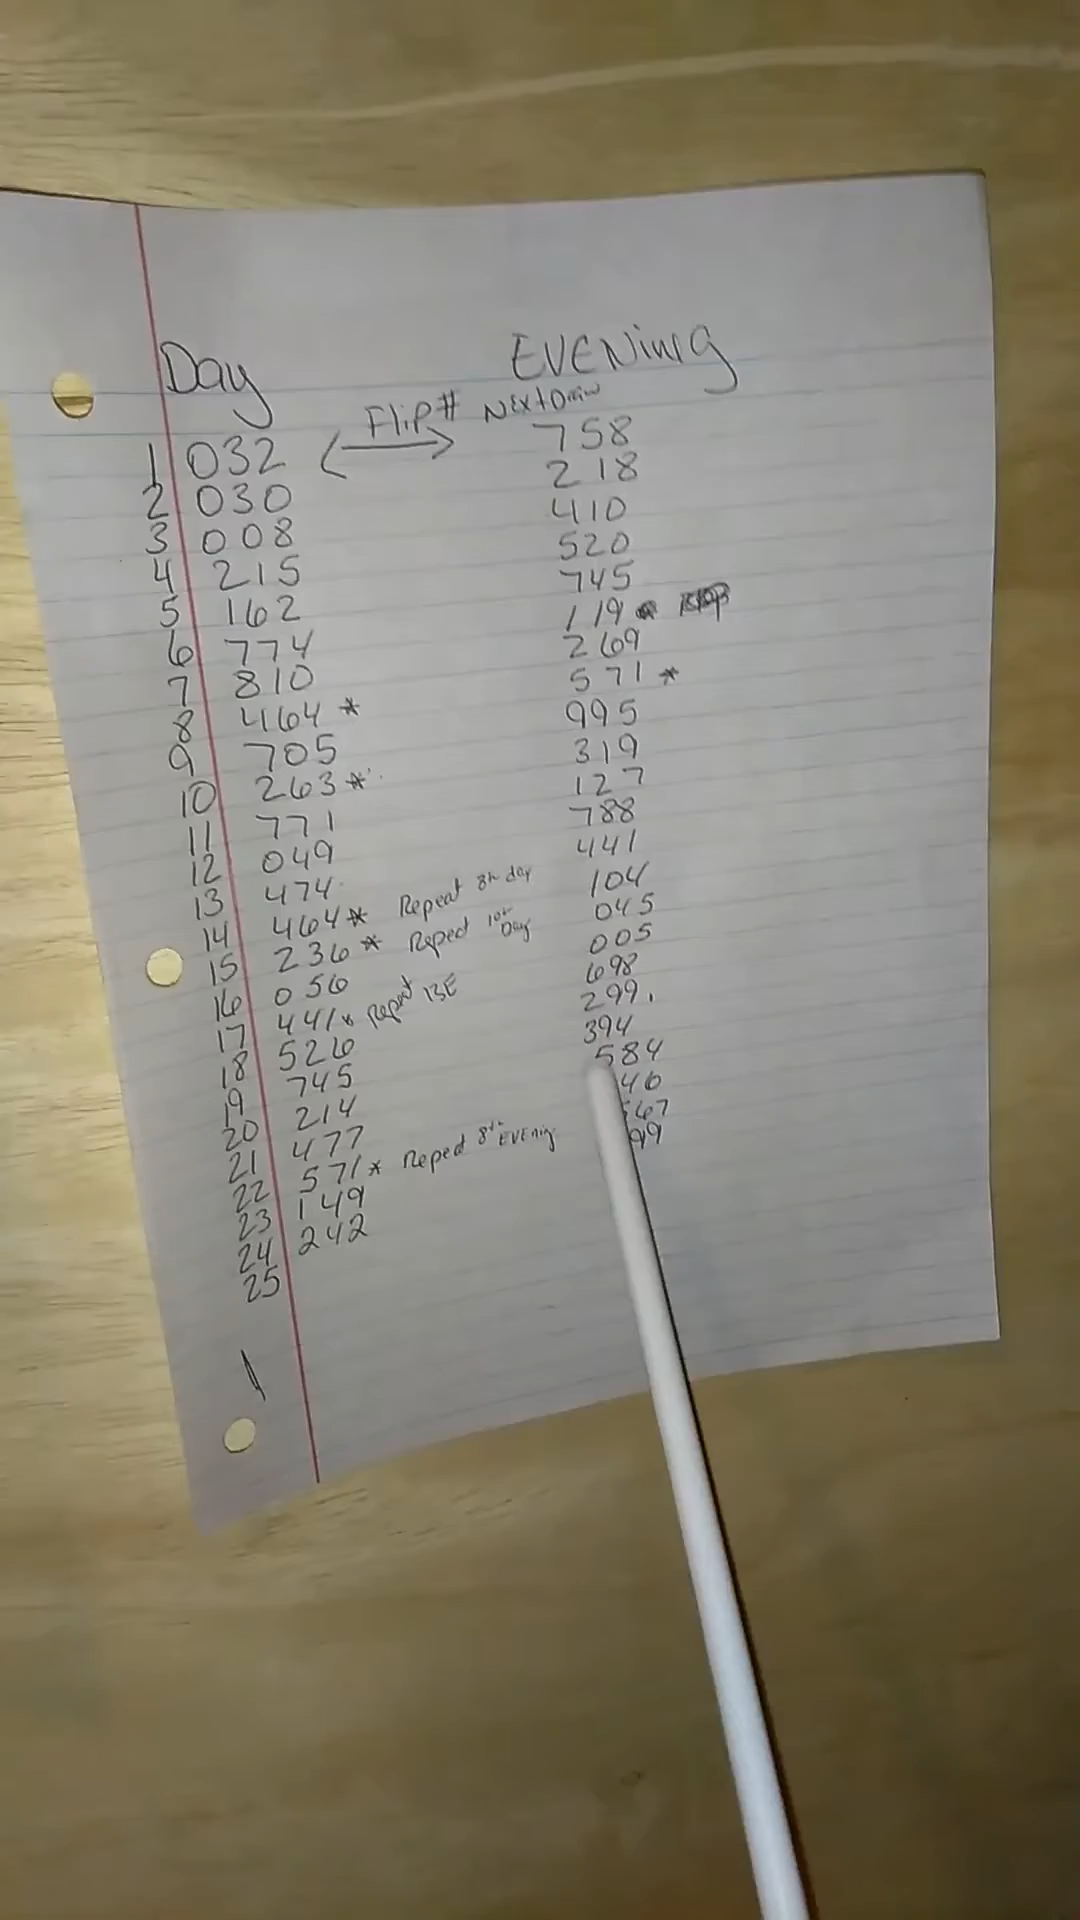 Day EVENinG
Flip# NExt Draw
1 032 758
2 030 218
3 008 410
4 215 520
5 162 745
6 774 119
7 810 269
8 464 * 571 *
9 705 995
10 263 * 319
11 771 127
12 049 788
13 474 441
14 464 * Repeat 8th day 104
15 236 * Repeat 10th Day 045
16 056 005
17 441 * Repeat 13E 698
18 526 299.
19 745 394
20 214 584
21 477 46
22 571 * Reped 8th EVEning 67
23 149 99
24 242
25